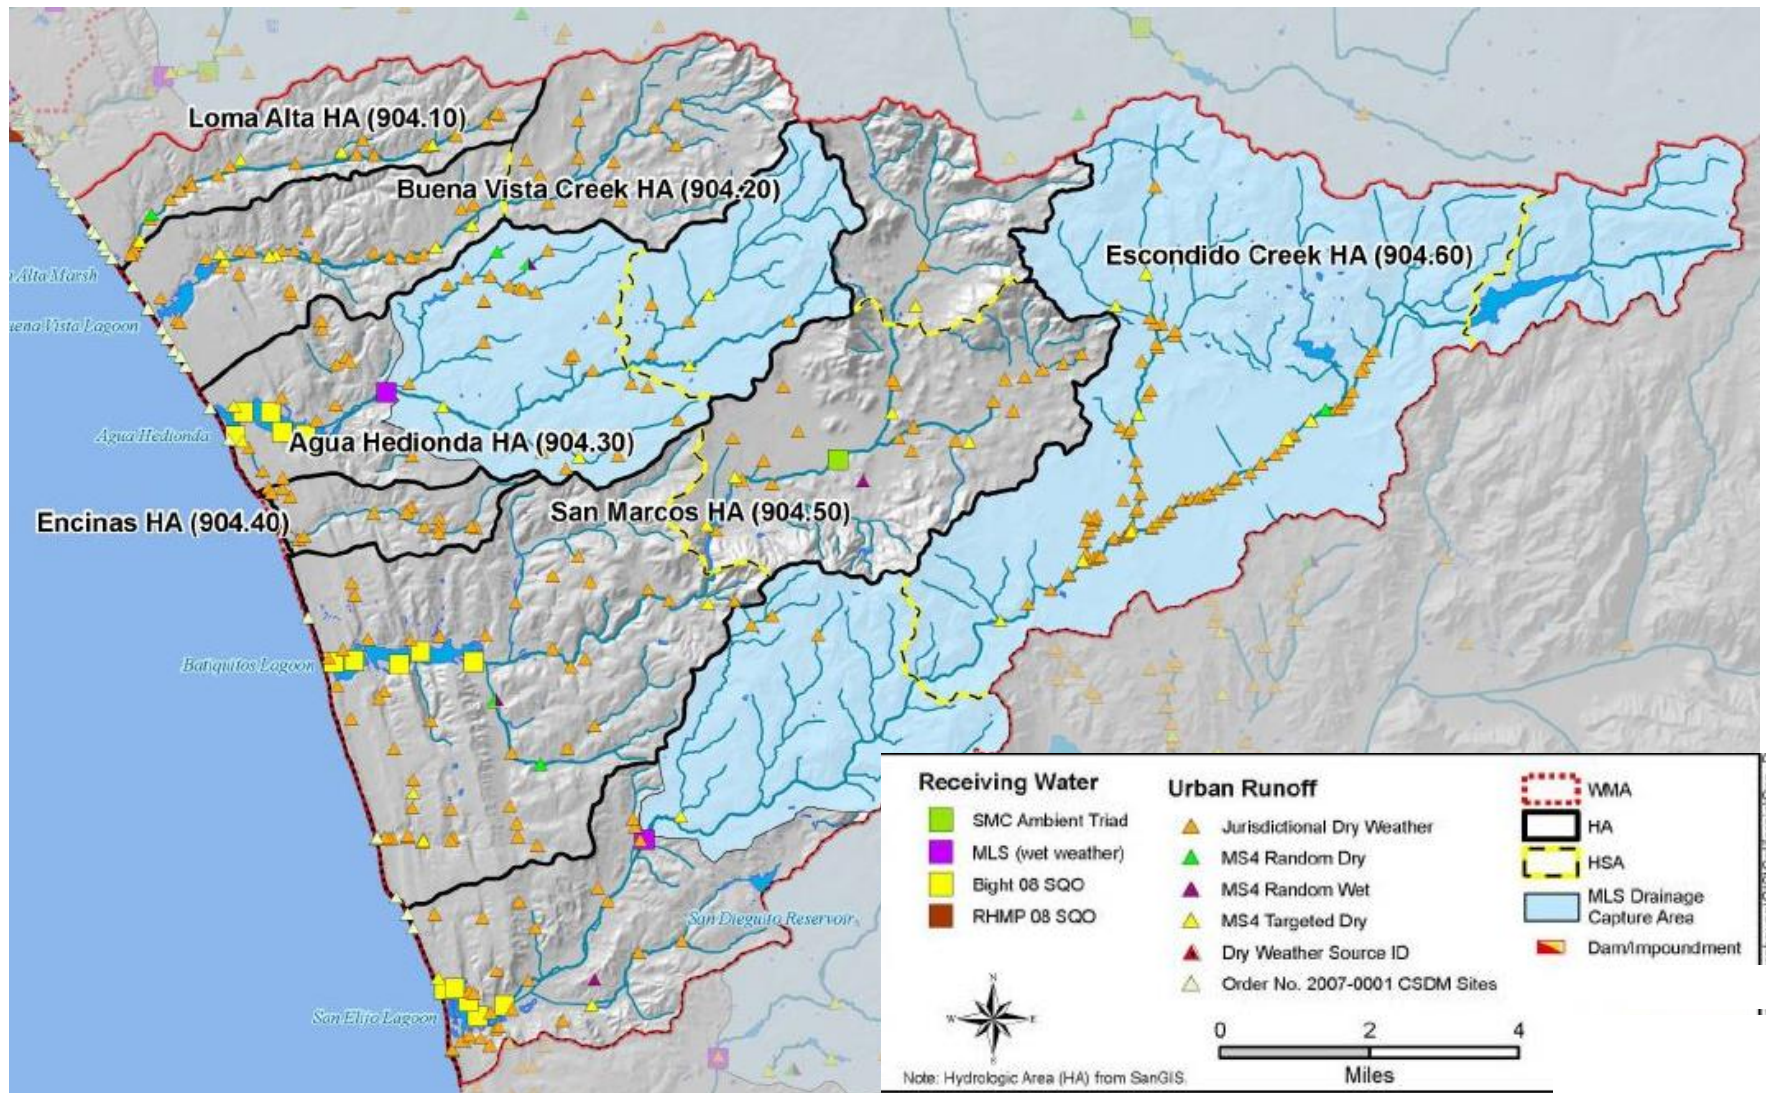 Loma Alta HA (904.10)
Buena Vista Creek HA (904.20)
Escondido Creek HA (904.60)
Alta Marsh
Buena Vista Lagoon
Agua Hedionda
Agua Hedionda HA (904.30)
Encinas HA (904.40)
San Marcos HA (904.50)
Batiquitos Lagoon
San Dieguito Reservoir
San Elijo Lagoon
Receiving Water
SMC Ambient Triad
MLS (wet weather)
Bight 08 SQO
RHMP 08 SQO
Urban Runoff
Jurisdictional Dry Weather
MS4 Random Dry
MS4 Random Wet
MS4 Targeted Dry
Dry Weather Source ID
Order No. 2007-0001 CSDM Sites
WMA
HA
HSA
MLS Drainage
Capture Area
Dam/Impoundment
N
W E
S
0 2 4
Miles
Note: Hydrologic Area (HA) from SanGIS.